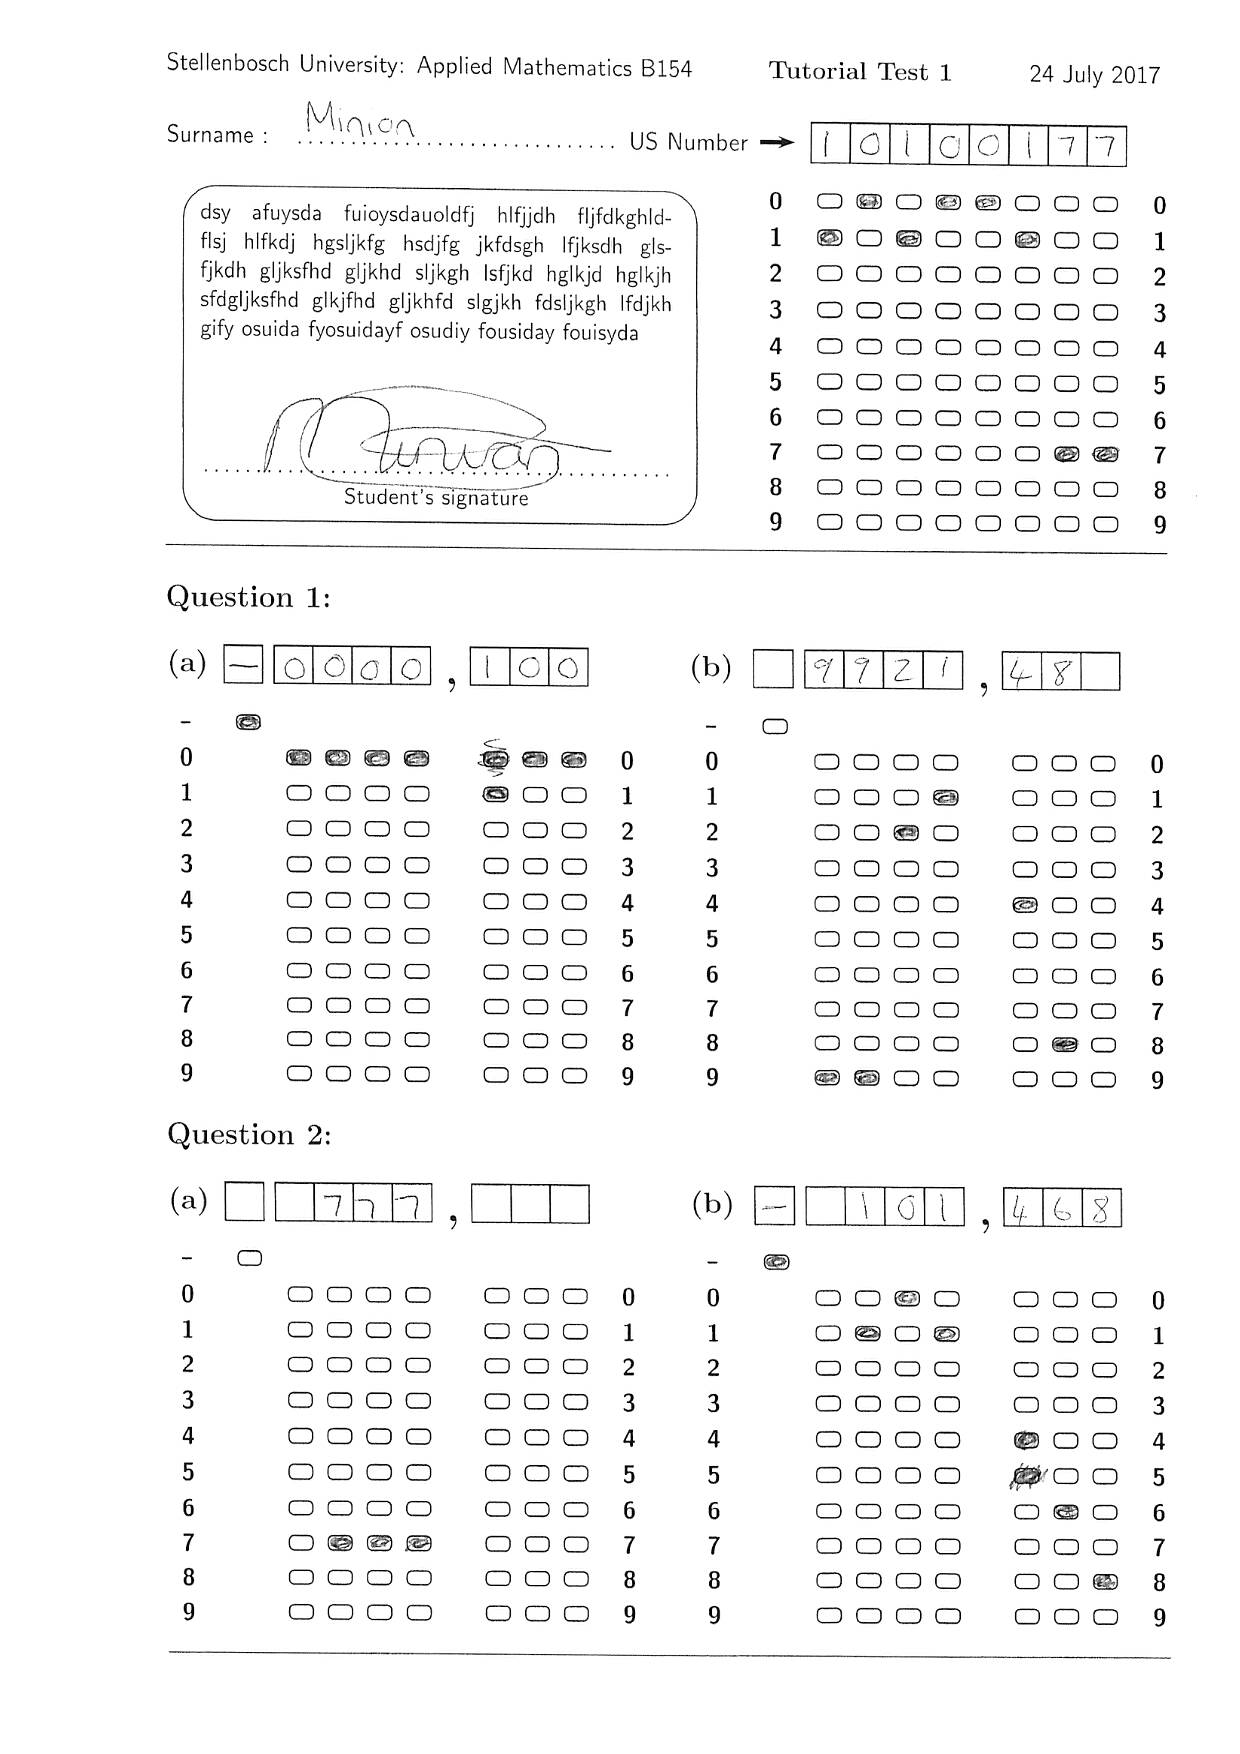 Stellenbosch University: Applied Mathematics B154 Tutorial Test 1 24 July 2017
Surname : Minion US Number → 1 0 1 0 0 1 7 7
dsy afuysda fuioysdauoldfj hlfjjdh fljfdkghld-
flsj hlfkdj hgsljkfg hsdjfg jkfdsgh lfjksdh gls-
fjkdh gljksfhd gljkhd sljkgh lsfjkd hglkjd hglkjh
sfdgljksfhd glkjfhd gljkhfd slgjkh fdsljkgh lfdjkh
gify osuida fyosuidayf osudiy fousiday fouisyda
Student's signature
0 0
1 1
2 2
3 3
4 4
5 5
6 6
7 7
8 8
9 9
Question 1:
(a) – 0 0 0 0 , 1 0 0 (b) 9 9 2 1 , 4 8
- -
0 0 0 0
1 1 1 1
2 2 2 2
3 3 3 3
4 4 4 4
5 5 5 5
6 6 6 6
7 7 7 7
8 8 8 8
9 9 9 9
Question 2:
(a) 7 7 7 , (b) – 1 0 1 , 4 6 8
- -
0 0 0 0
1 1 1 1
2 2 2 2
3 3 3 3
4 4 4 4
5 5 5 5
6 6 6 6
7 7 7 7
8 8 8 8
9 9 9 9